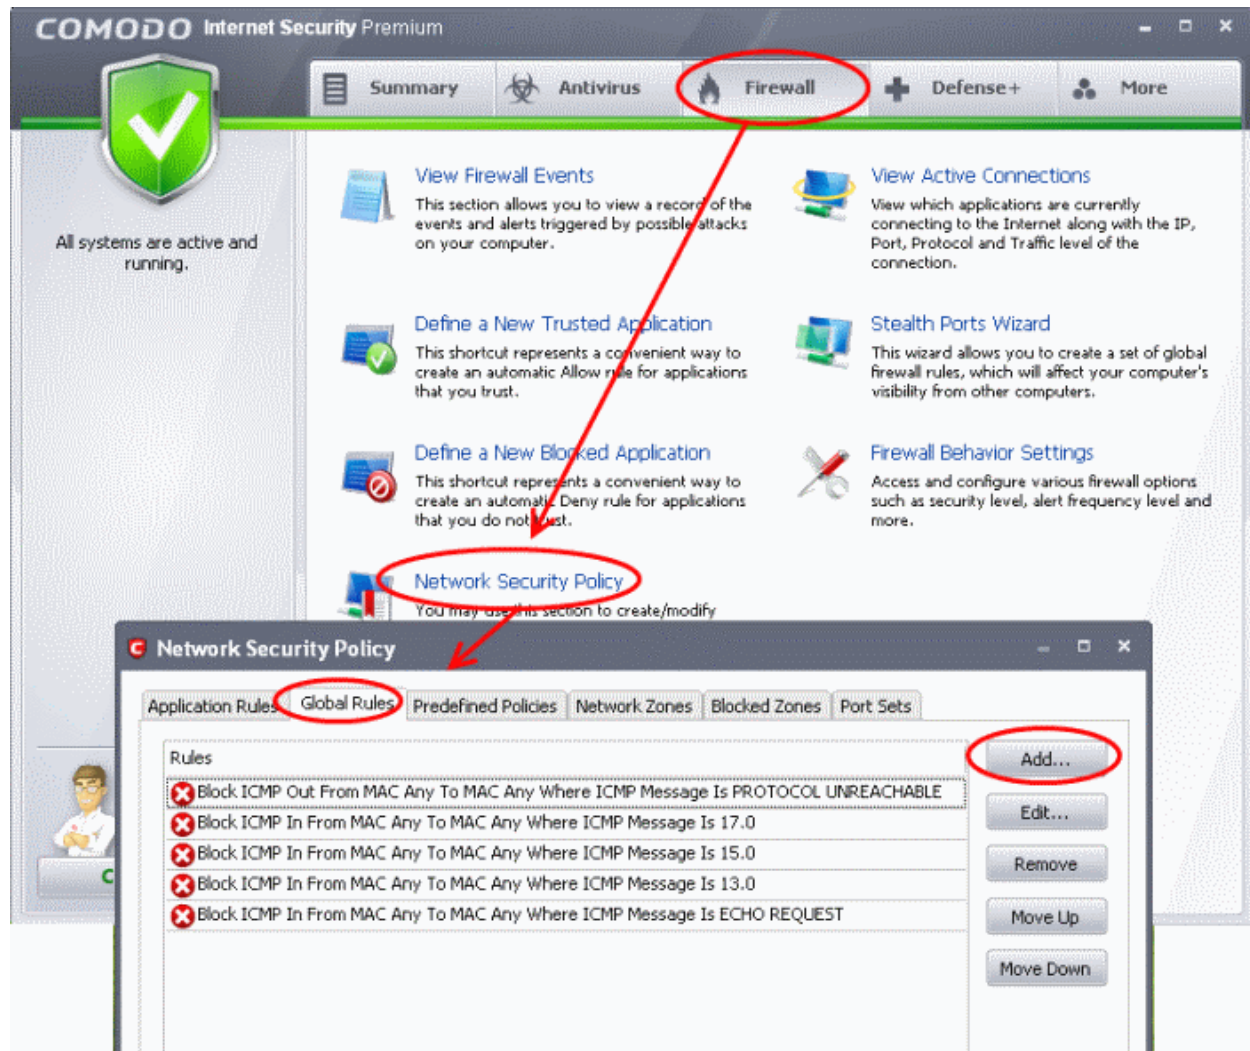 COMODO Internet Security Premium
Summary
Antivirus
Firewall
Defense+
More
All systems are active and
running.
View Firewall Events
This section allows you to view a record of the
events and alerts triggered by possible attacks
on your computer.
View Active Connections
View which applications are currently
connecting to the Internet along with the IP,
Port, Protocol and Traffic level of the
connection.
Define a New Trusted Application
This shortcut represents a convenient way to
create an automatic Allow rule for applications
that you trust.
Stealth Ports Wizard
This wizard allows you to create a set of global
firewall rules, which will affect your computer's
visibility from other computers.
Define a New Blocked Application
This shortcut represents a convenient way to
create an automatic Deny rule for applications
that you do not trust.
Firewall Behavior Settings
Access and configure various firewall options
such as security level, alert frequency level and
more.
Network Security Policy
You may use this section to create/modify
Network Security Policy
Application Rules
Global Rules
Predefined Policies
Network Zones
Blocked Zones
Port Sets
Rules
Block ICMP Out From MAC Any To MAC Any Where ICMP Message Is PROTOCOL UNREACHABLE
Block ICMP In From MAC Any To MAC Any Where ICMP Message Is 17.0
Block ICMP In From MAC Any To MAC Any Where ICMP Message Is 15.0
Block ICMP In From MAC Any To MAC Any Where ICMP Message Is 13.0
Block ICMP In From MAC Any To MAC Any Where ICMP Message Is ECHO REQUEST
Add...
Edit...
Remove
Move Up
Move Down